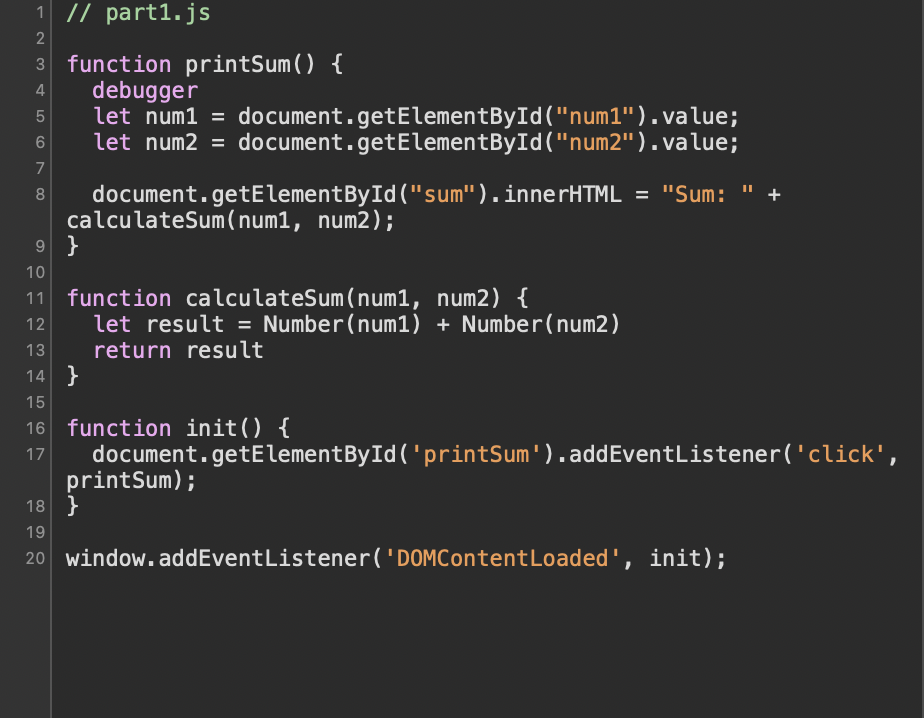 1 // part1.js
2
3 function printSum() {
4   debugger
5   let num1 = document.getElementById("num1").value;
6   let num2 = document.getElementById("num2").value;
7
8   document.getElementById("sum").innerHTML = "Sum: " +
calculateSum(num1, num2);
9 }
10
11 function calculateSum(num1, num2) {
12   let result = Number(num1) + Number(num2)
13   return result
14 }
15
16 function init() {
17   document.getElementById('printSum').addEventListener('click',
printSum);
18 }
19
20 window.addEventListener('DOMContentLoaded', init);